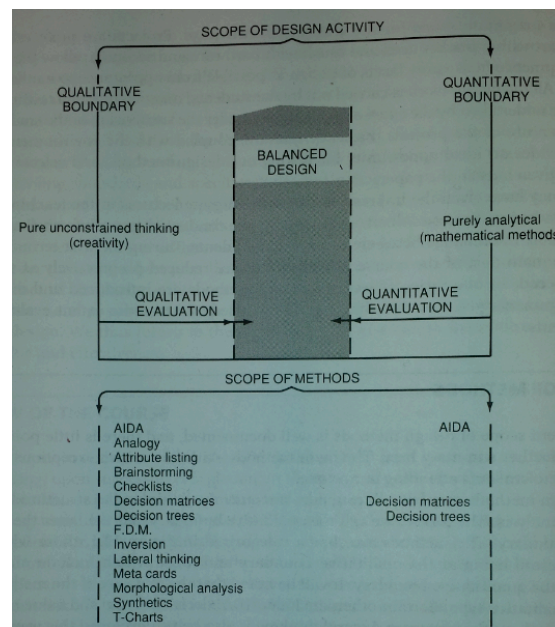 SCOPE OF DESIGN ACTIVITY
QUALITATIVE
BOUNDARY
QUANTITATIVE
BOUNDARY
BALANCED
DESIGN
Pure unconstrained thinking
(creativity)
Purely analytical
(mathematical methods
QUALITATIVE
EVALUATION
QUANTITATIVE
EVALUATION
SCOPE OF METHODS
AIDA
Analogy
Attribute listing
Brainstorming
Checklists
Decision matrices
Decision trees
F.D.M.
Inversion
Lateral thinking
Meta cards
Morphological analysis
Synthetics
T-Charts
AIDA
Decision matrices
Decision trees